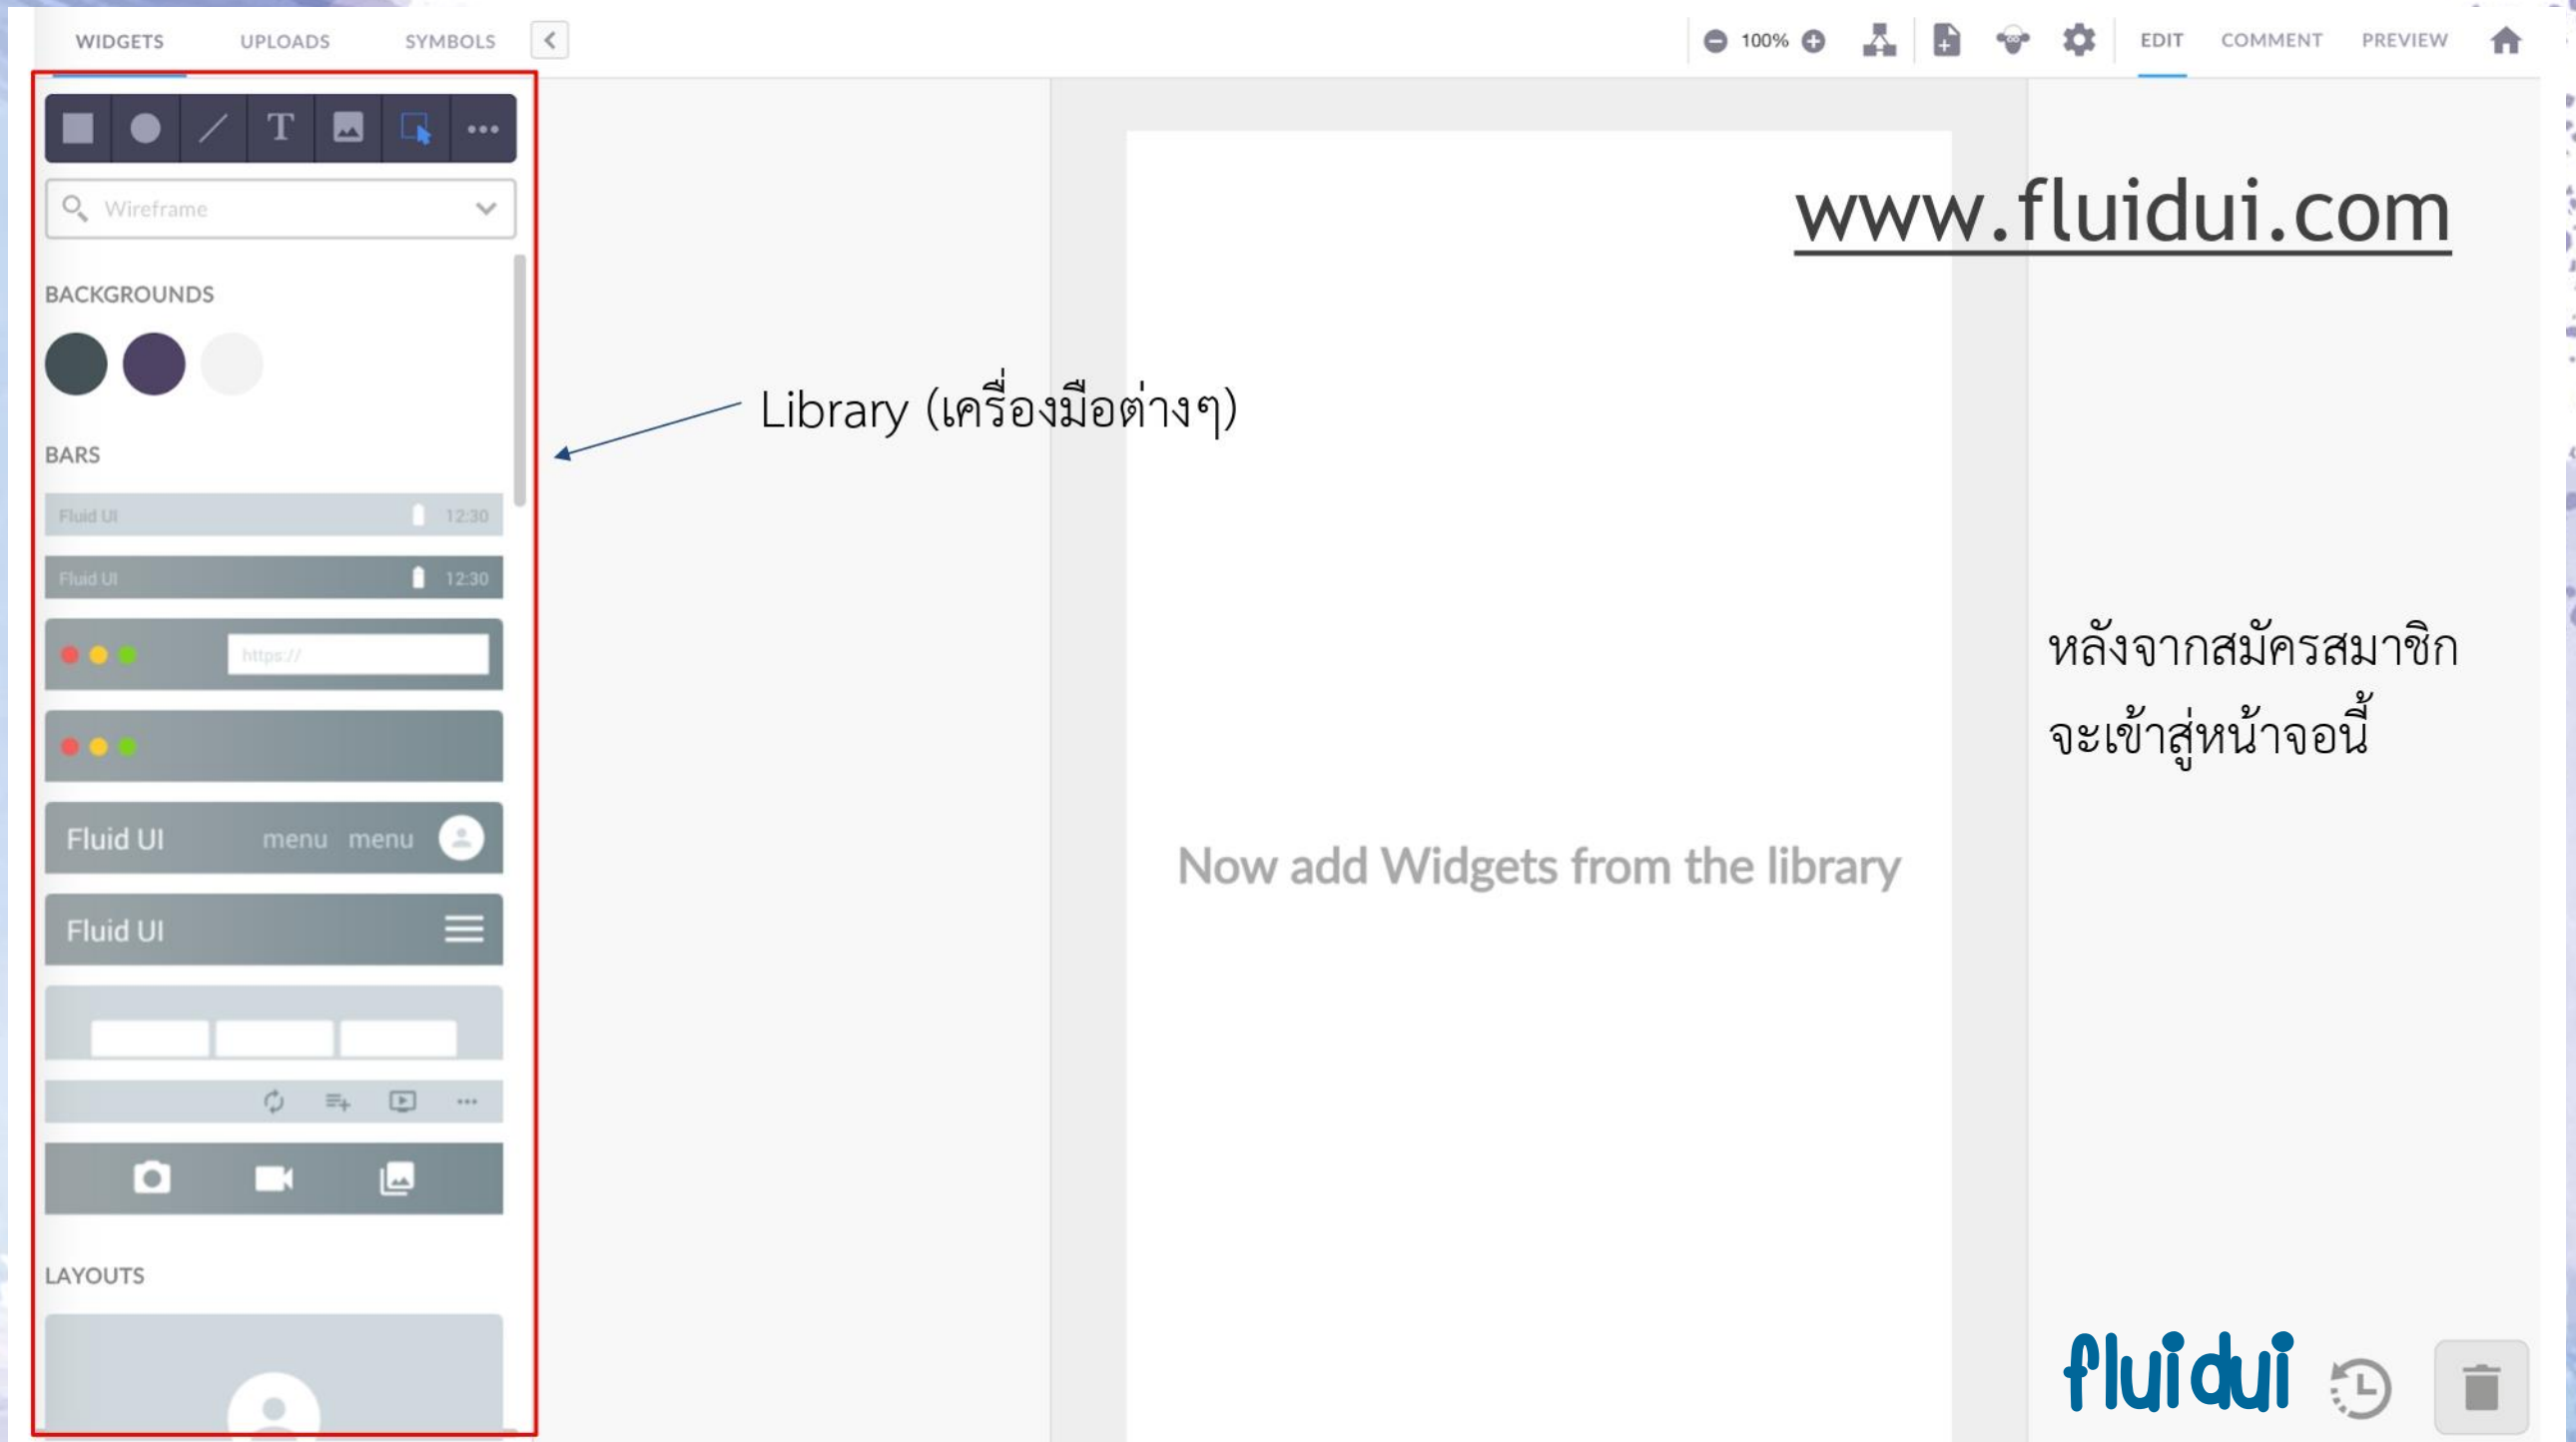 WIDGETS UPLOADS SYMBOLS 100% EDIT COMMENT PREVIEW
T
Wireframe
www.fluidui.com
BACKGROUNDS
Library (เครื่องมือต่างๆ)
BARS
Fluid UI 12:30
Fluid UI 12:30
https://
หลังจากสมัครสมาชิก
จะเข้าสู่หน้าจอนี้
Fluid UI menu menu
Now add Widgets from the library
Fluid UI
LAYOUTS
fluidui